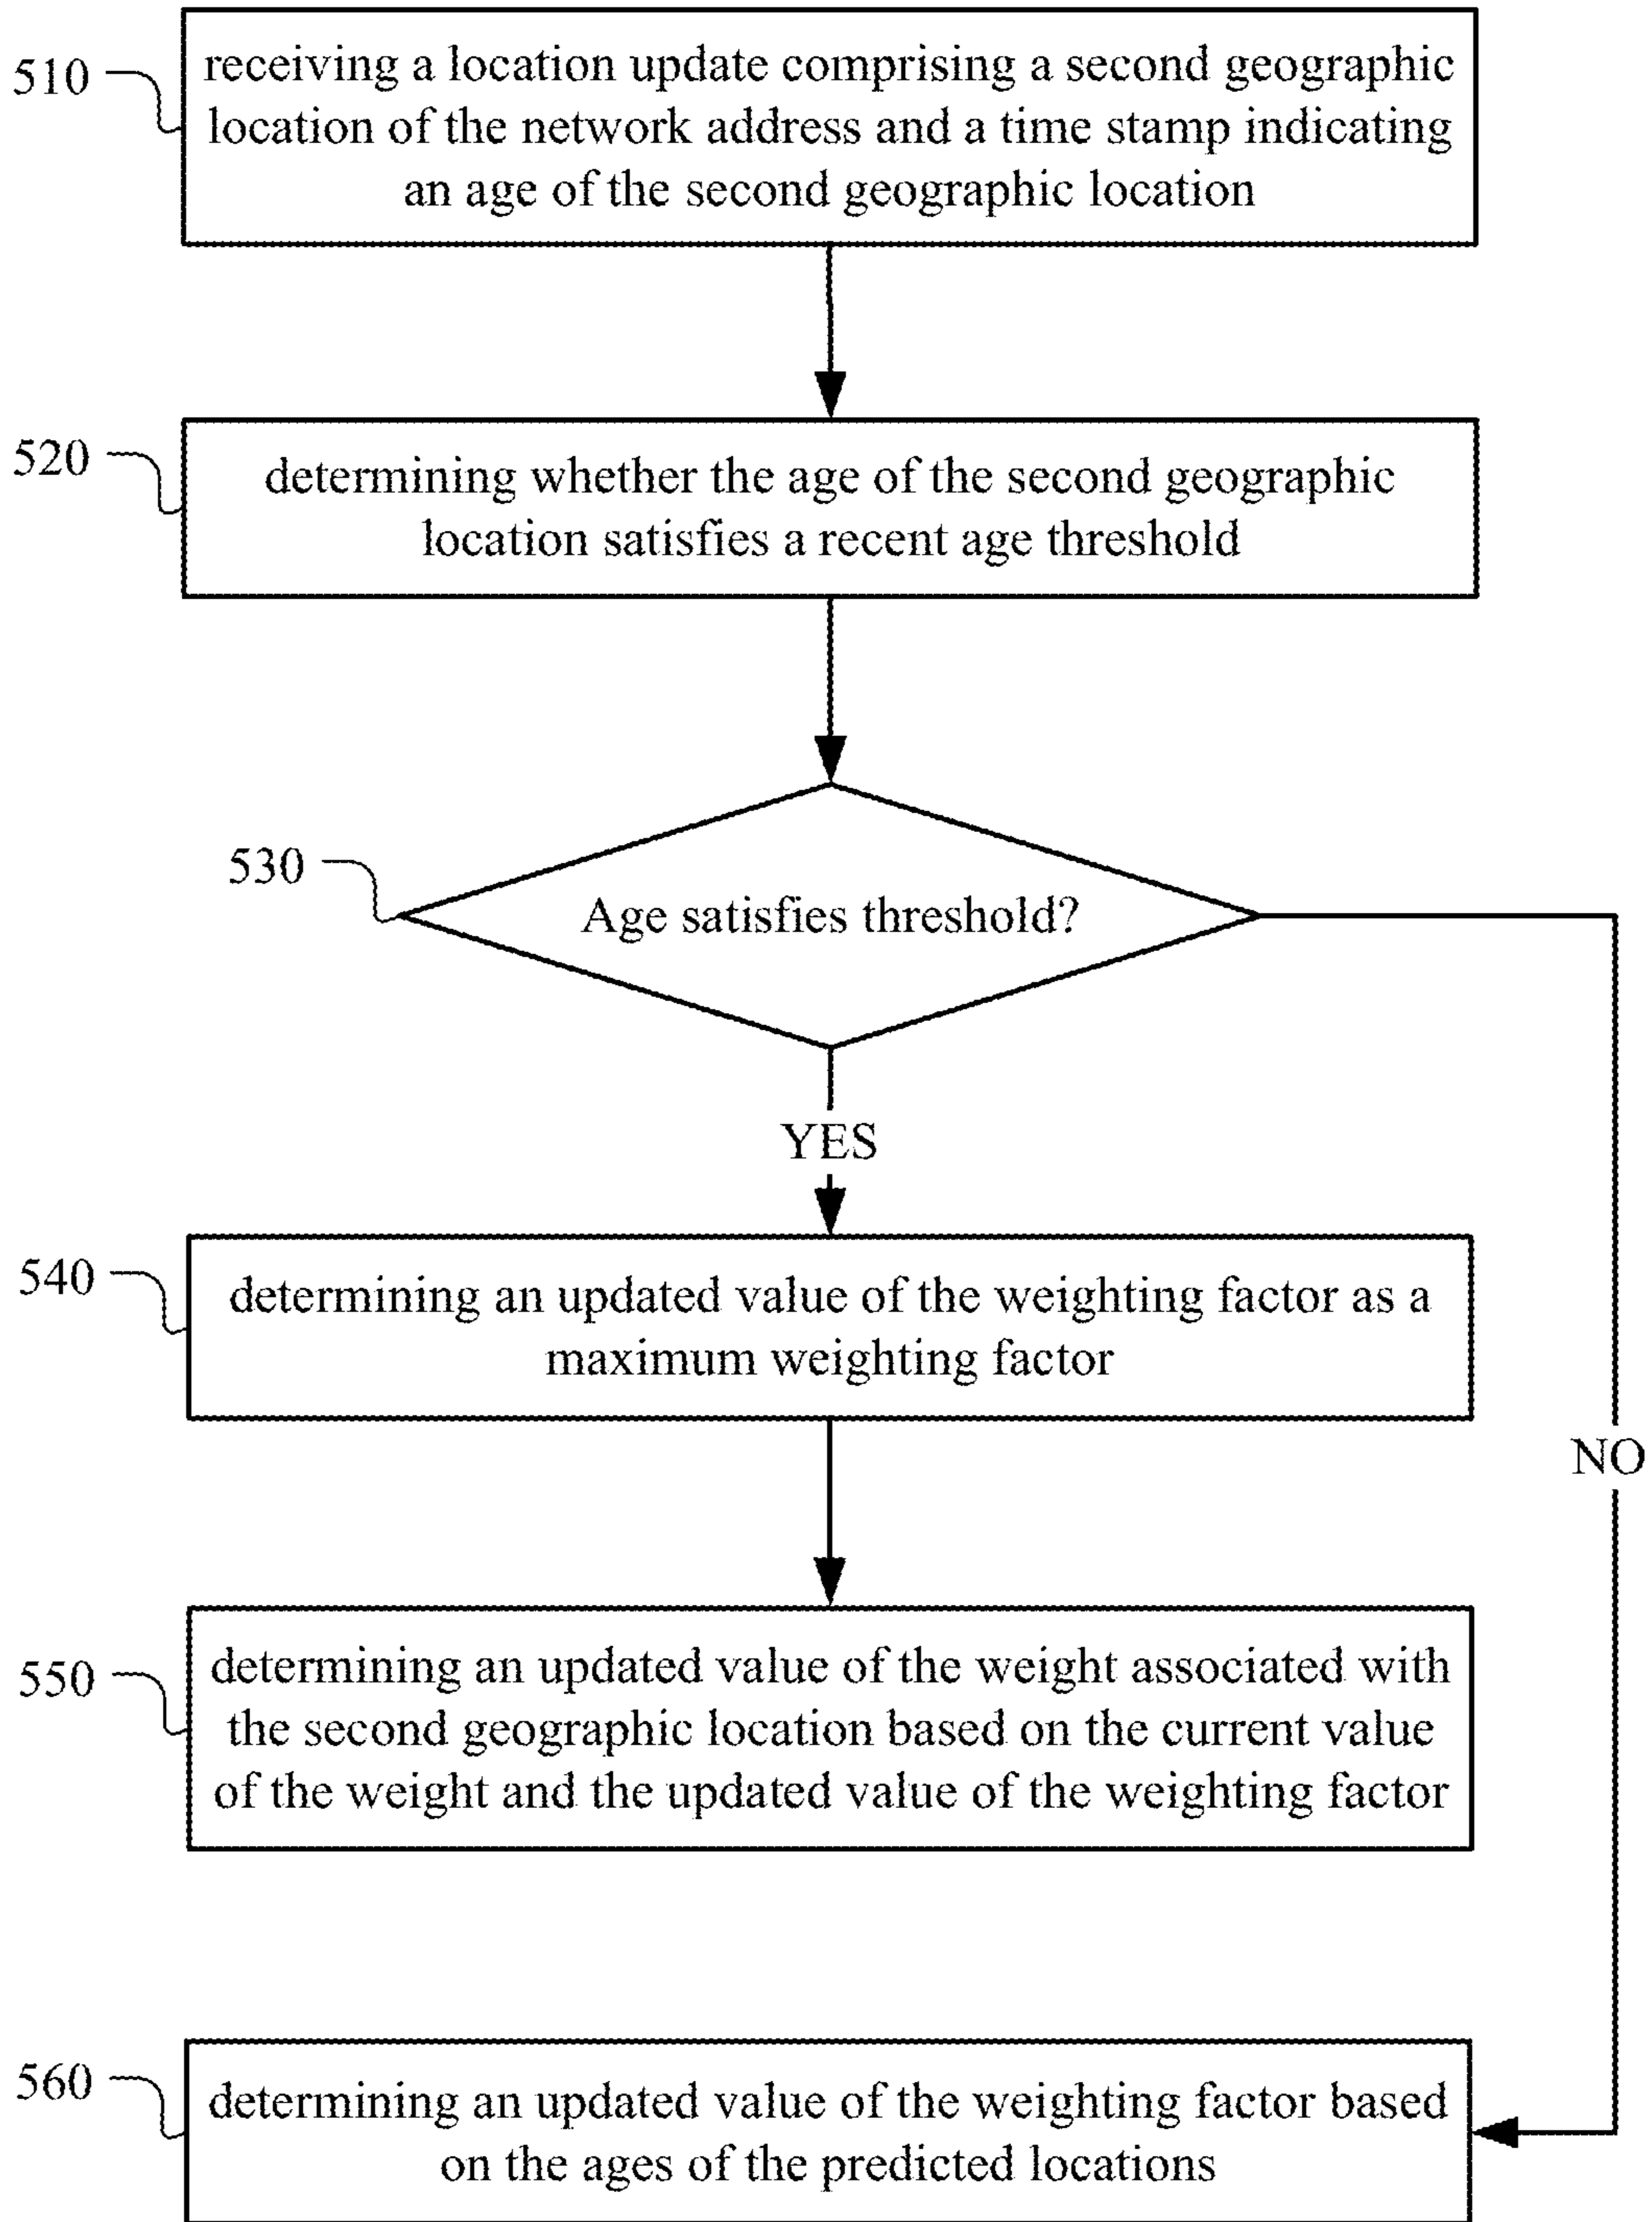 510
receiving a location update comprising a second geographic
location of the network address and a time stamp indicating
an age of the second geographic location
520
determining whether the age of the second geographic
location satisfies a recent age threshold
530
Age satisfies threshold?
YES
540
determining an updated value of the weighting factor as a
maximum weighting factor
NO
550
determining an updated value of the weight associated with
the second geographic location based on the current value
of the weight and the updated value of the weighting factor
560
determining an updated value of the weighting factor based
on the ages of the predicted locations